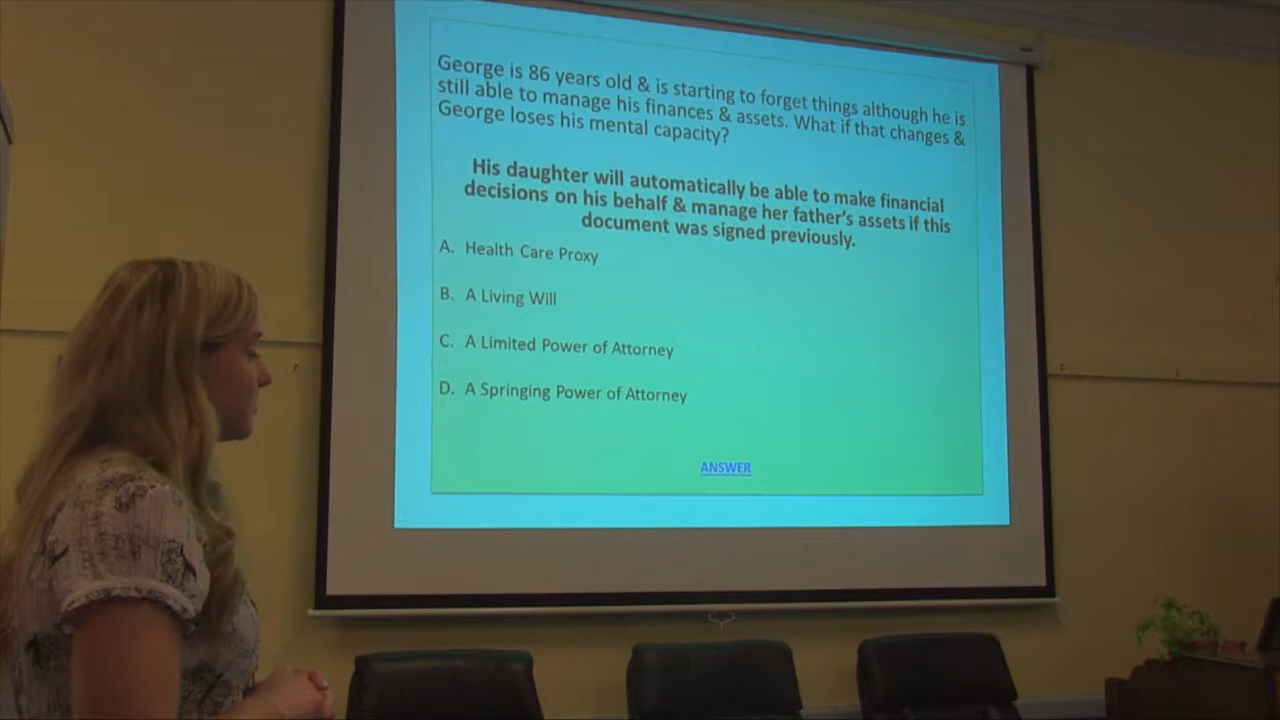 George is 86 years old & is starting to forget things although he is
still able to manage his finances & assets. What if that changes &
George loses his mental capacity?
His daughter will automatically be able to make financial
decisions on his behalf & manage her father's assets if this
document was signed previously.
A. Health Care Proxy
B. A Living Will
C. A Limited Power of Attorney
D. A Springing Power of Attorney
ANSWER